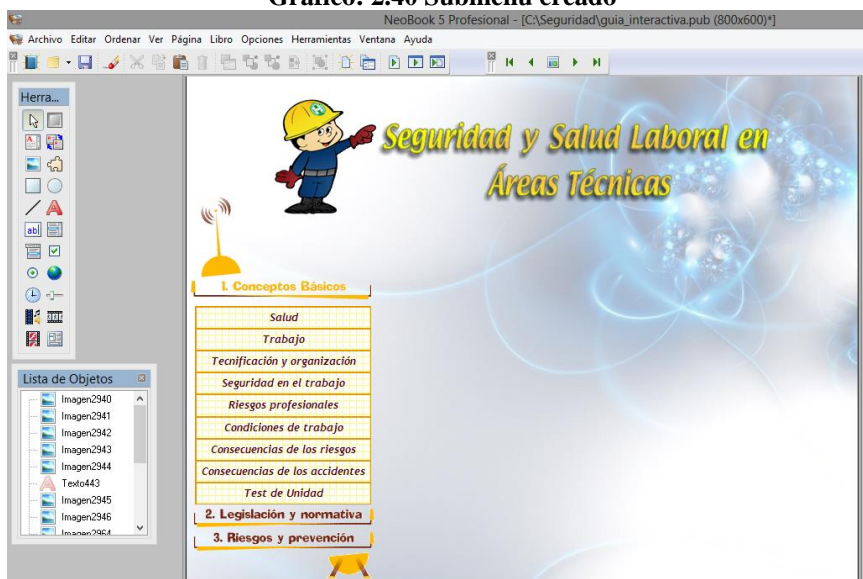 Gráfico: 2.40 Submenú creado
NeoBook 5 Profesional - [C:\Seguridad\guia_interactiva.pub (800x600)*]
Archivo Editar Ordenar Ver Página Libro Opciones Herramientas Ventana Ayuda
Herra...
Seguridad y Salud Laboral en
Áreas Técnicas
1. Conceptos Básicos
Salud
Trabajo
Tecnificación y organización
Seguridad en el trabajo
Riesgos profesionales
Condiciones de trabajo
Consecuencias de los riesgos
Consecuencias de los accidentes
Test de Unidad
2. Legislación y normativa
3. Riesgos y prevención
Lista de Objetos
Imagen2940
Imagen2941
Imagen2942
Imagen2943
Imagen2944
Texto443
Imagen2945
Imagen2946
Imagen2964